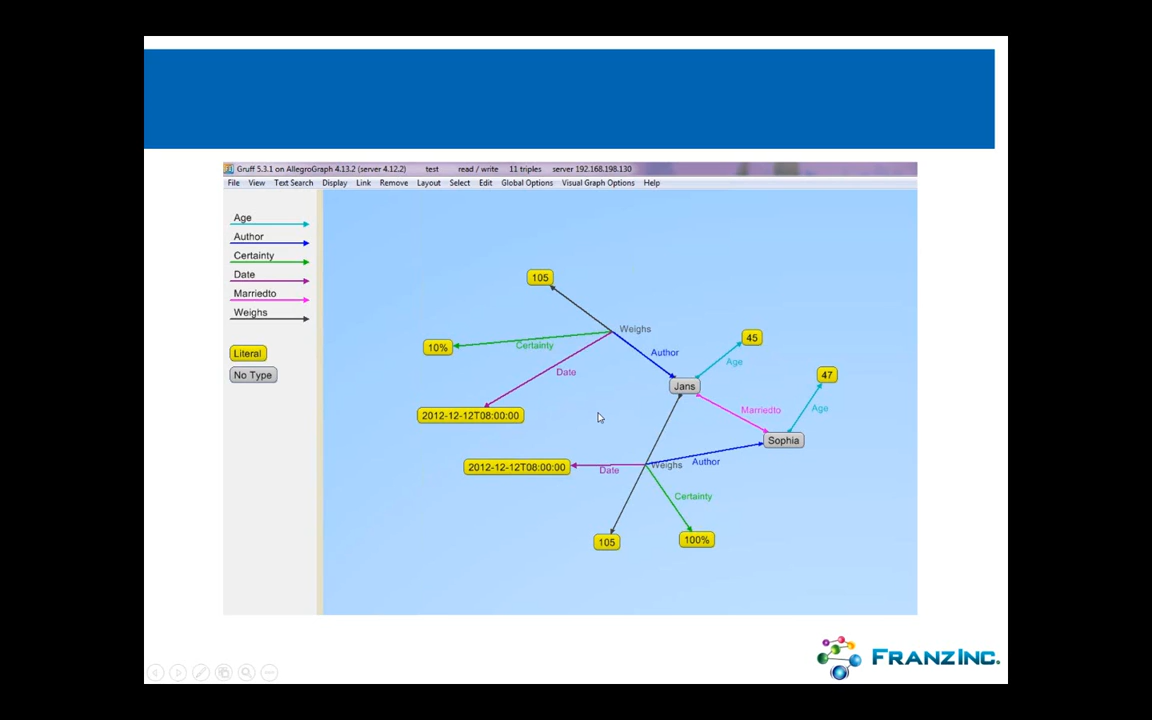 Gruff 5.3.1 on AllegroGraph 4.13.2 (server 4.12.2) test read / write 11 triples server 192.168.198.130
File View Text Search Display Link Remove Layout Select Edit Global Options Visual Graph Options Help
Age
Author
Certainty
Date
Marriedto
Weighs
Literal
No Type
105
Weighs
10%
Certainty
Author
45
Date
Age
Jans
47
2012-12-12T08:00:00
Marriedto
Age
Sophia
2012-12-12T08:00:00
Date
Weighs
Author
Certainty
105
100%
FRANZ INC.